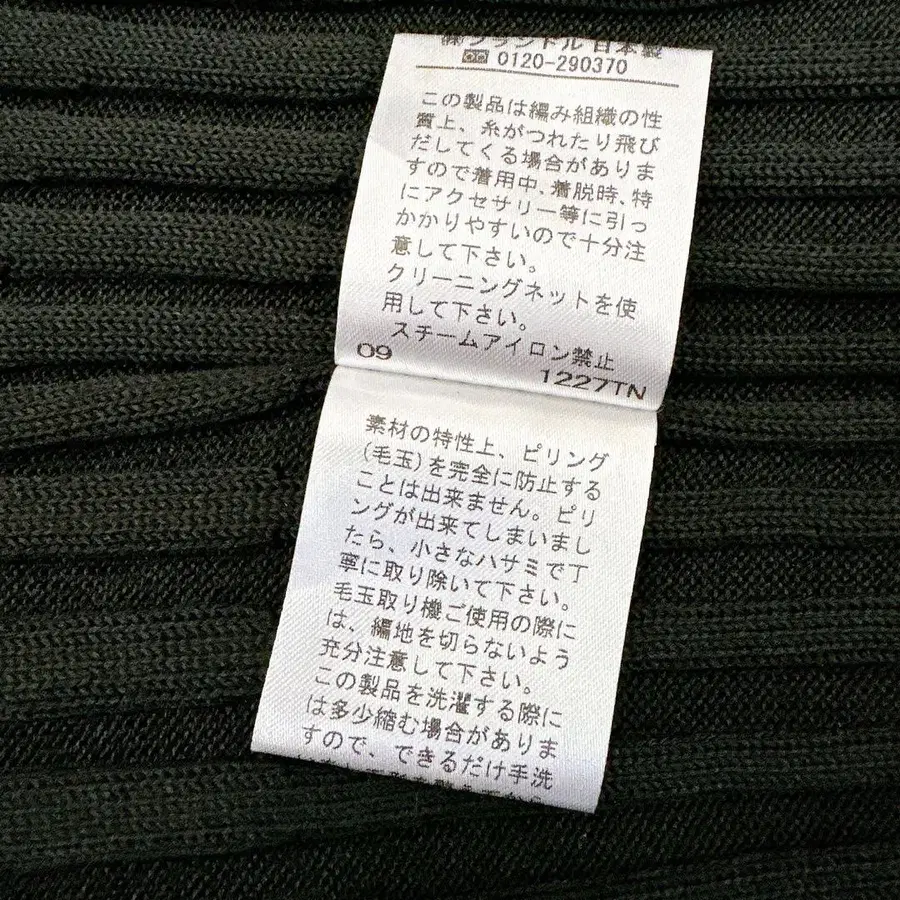 ㈱グラシドル 日本製
0120-290370
この製品は編み組織の性
質上、糸がつれたり飛び
だしてくる場合がありま
すので着用中、着脱時、特
にアクセサリー等に引っ
かかりやすいので十分注
意して下さい。
クリーニングネットを使
用して下さい。
スチームアイロン禁止
09
1227TN
素材の特性上、ピリング
(毛玉)を完全に防止する
ことは出来ません。ピリ
ングが出来てしまいまし
たら、小さなハサミで丁
寧に取り除いて下さい。
毛玉取り機ご使用の際に
は、編地を切らないよう
充分注意して下さい。
この製品を洗濯する際に
は多少縮む場合がありま
すので、できるだけ手洗